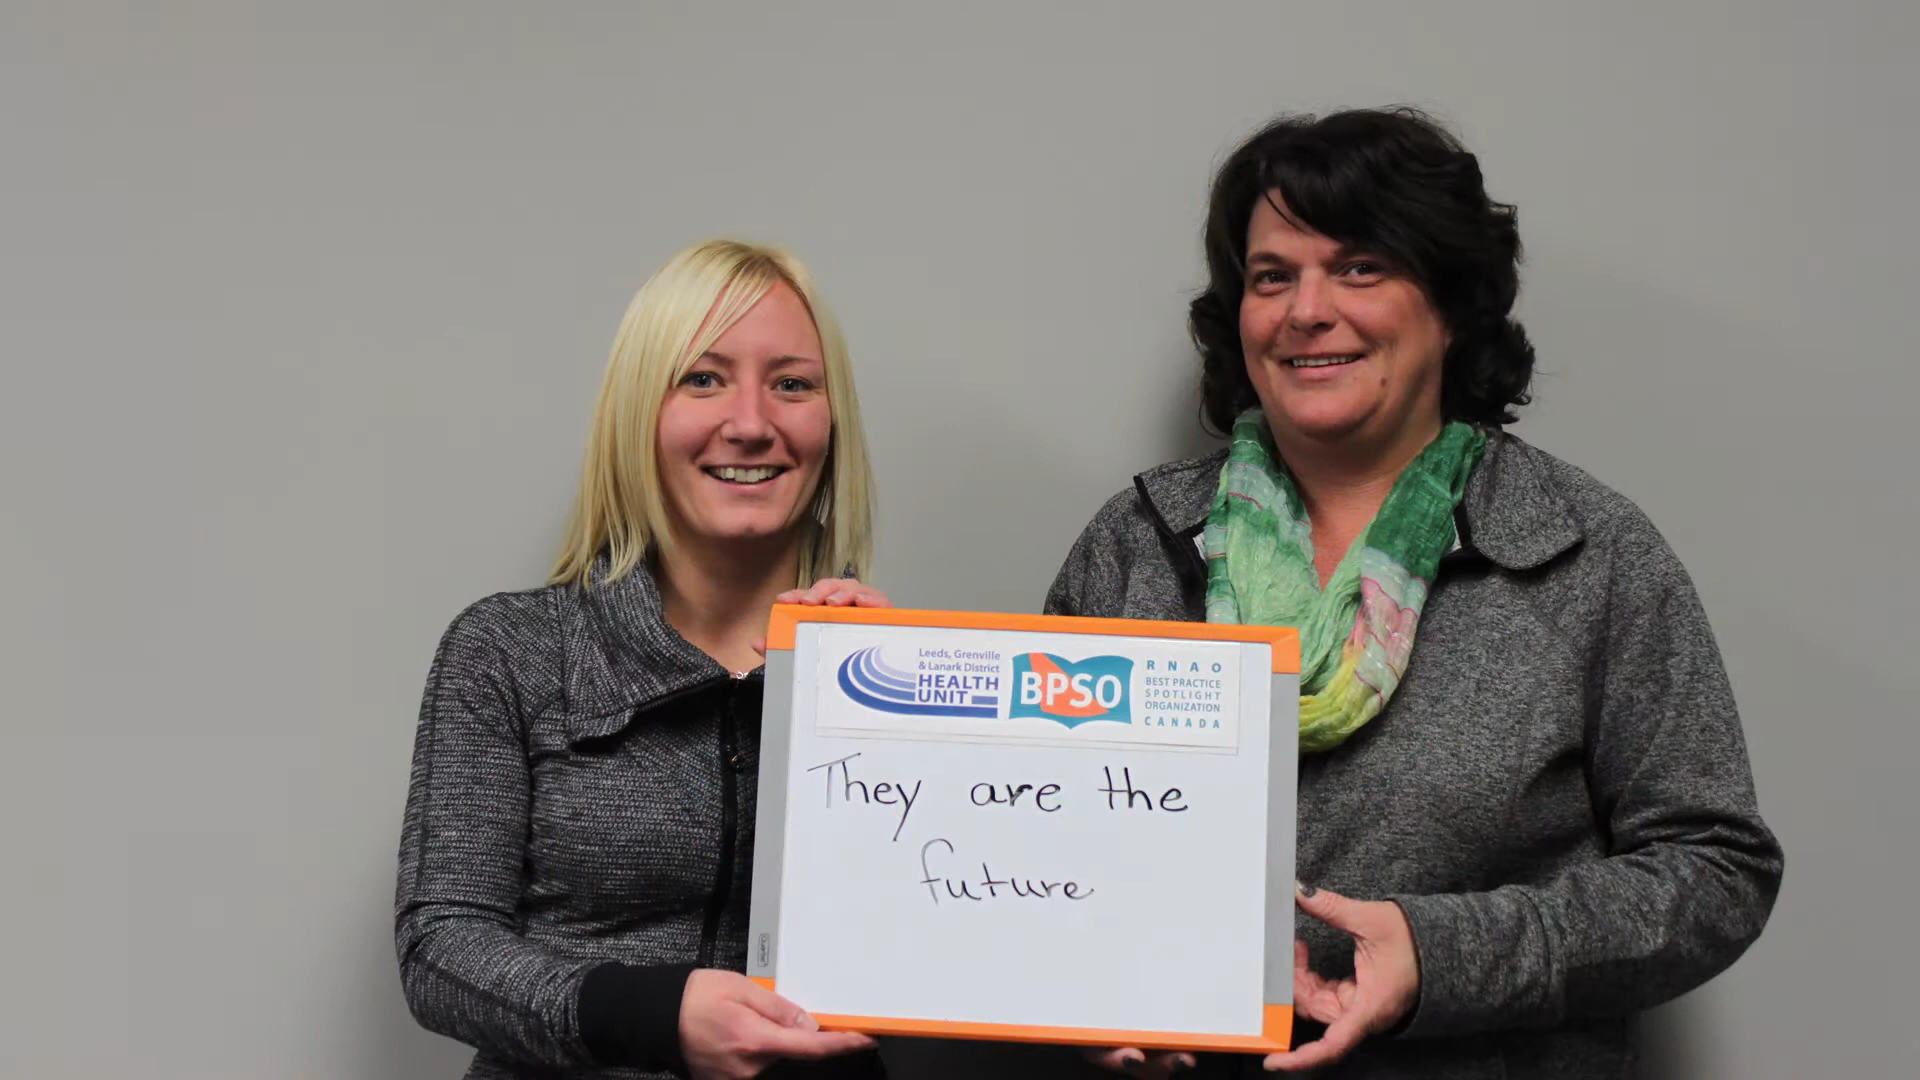 Leeds, Grenville
& Lanark District
HEALTH
UNIT
BPSO
RNAO
BEST PRACTICE
SPOTLIGHT
ORGANIZATION
CANADA
They are the
future